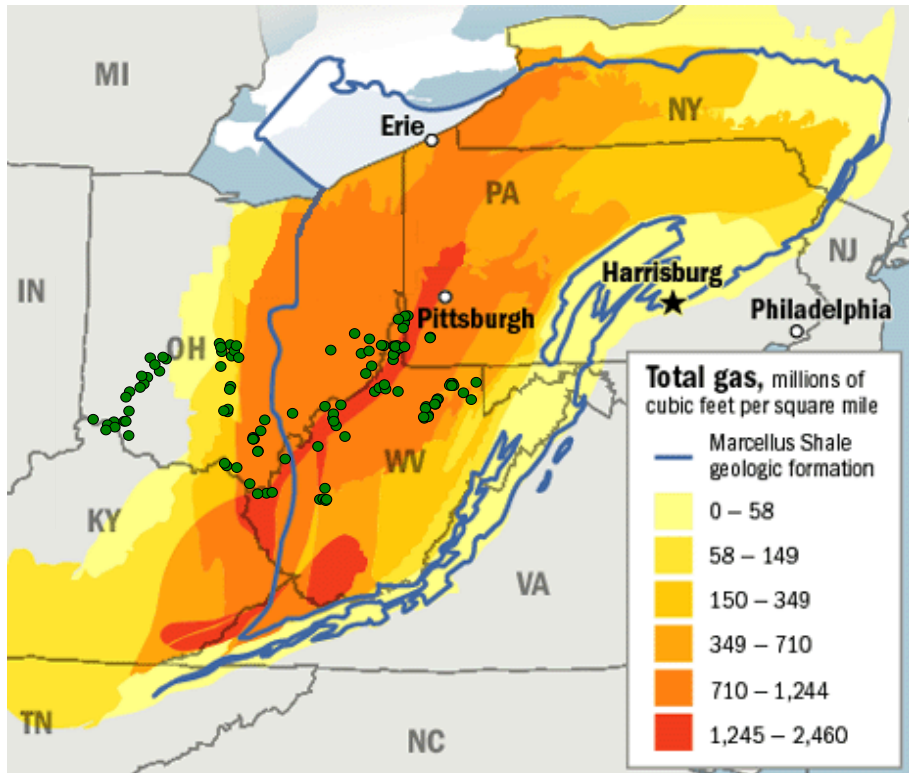 MI
NY
Erie
PA
NJ
IN
Harrisburg
Pittsburgh
Philadelphia
OH
Total gas, millions of
cubic feet per square mile
Marcellus Shale
geologic formation
WV
KY
0 – 58
58 – 149
VA
150 – 349
349 – 710
710 – 1,244
TN
NC
1,245 – 2,460